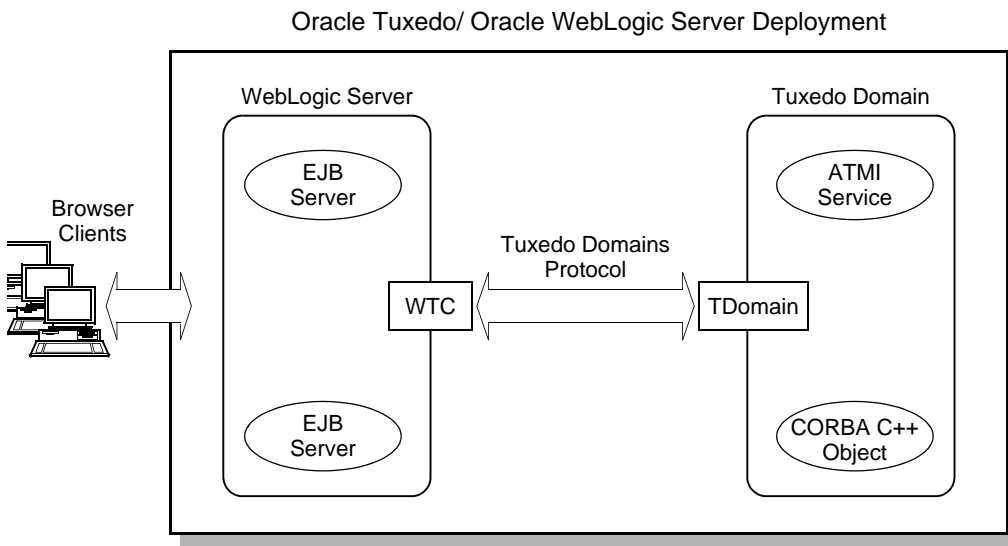 Oracle Tuxedo/ Oracle WebLogic Server Deployment
WebLogic Server
Tuxedo Domain
EJB
Server
ATMI
Service
Browser
Clients
Tuxedo Domains
Protocol
WTC
TDomain
EJB
Server
CORBA C++
Object